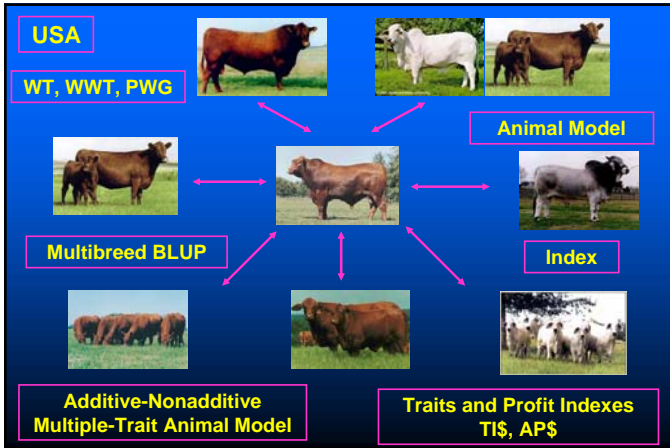 USA
WT, WWT, PWG
Animal Model
Multibreed BLUP
Index
Additive-Nonadditive
Multiple-Trait Animal Model
Traits and Profit Indexes
TI$, AP$